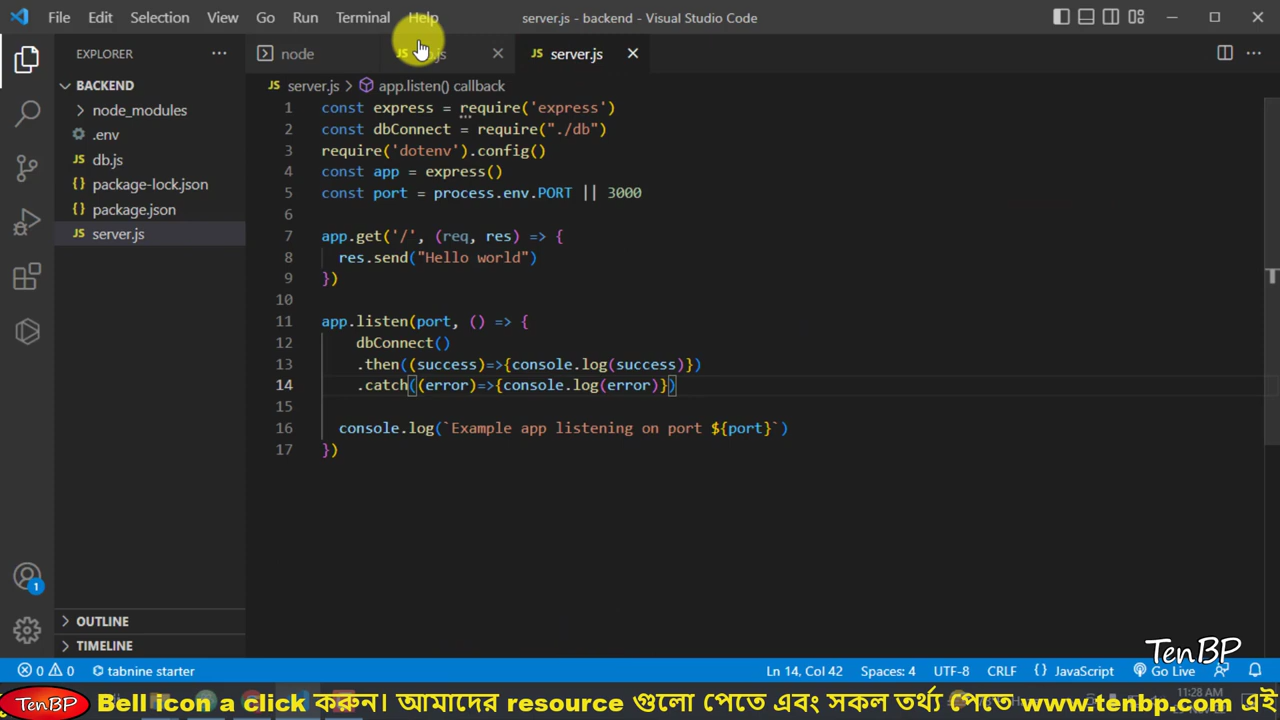 File Edit Selection View Go Run Terminal Help server.js - backend - Visual Studio Code
EXPLORER
node
.js
server.js
BACKEND
server.js > app.listen() callback
node_modules
.env
db.js
package-lock.json
package.json
server.js
1 const express = require('express')
2 const dbConnect = require("./db")
3 require('dotenv').config()
4 const app = express()
5 const port = process.env.PORT || 3000
6
7 app.get('/', (req, res) => {
8 res.send("Hello world")
9 })
10
11 app.listen(port, () => {
12 dbConnect()
13 .then((success)=>{console.log(success)})
14 .catch((error)=>{console.log(error)})
15
16 console.log(`Example app listening on port ${port}`)
17 })
OUTLINE
TIMELINE
1
TenBP
0 0 tabnine starter Ln 14, Col 42 Spaces: 4 UTF-8 CRLF {} JavaScript Go Live
11:28 AM
TenBP Bell icon a click করুন। আমাদের resource গুলো পেতে এবং সকল তর্থ্য পেতে www.tenbp.com এই